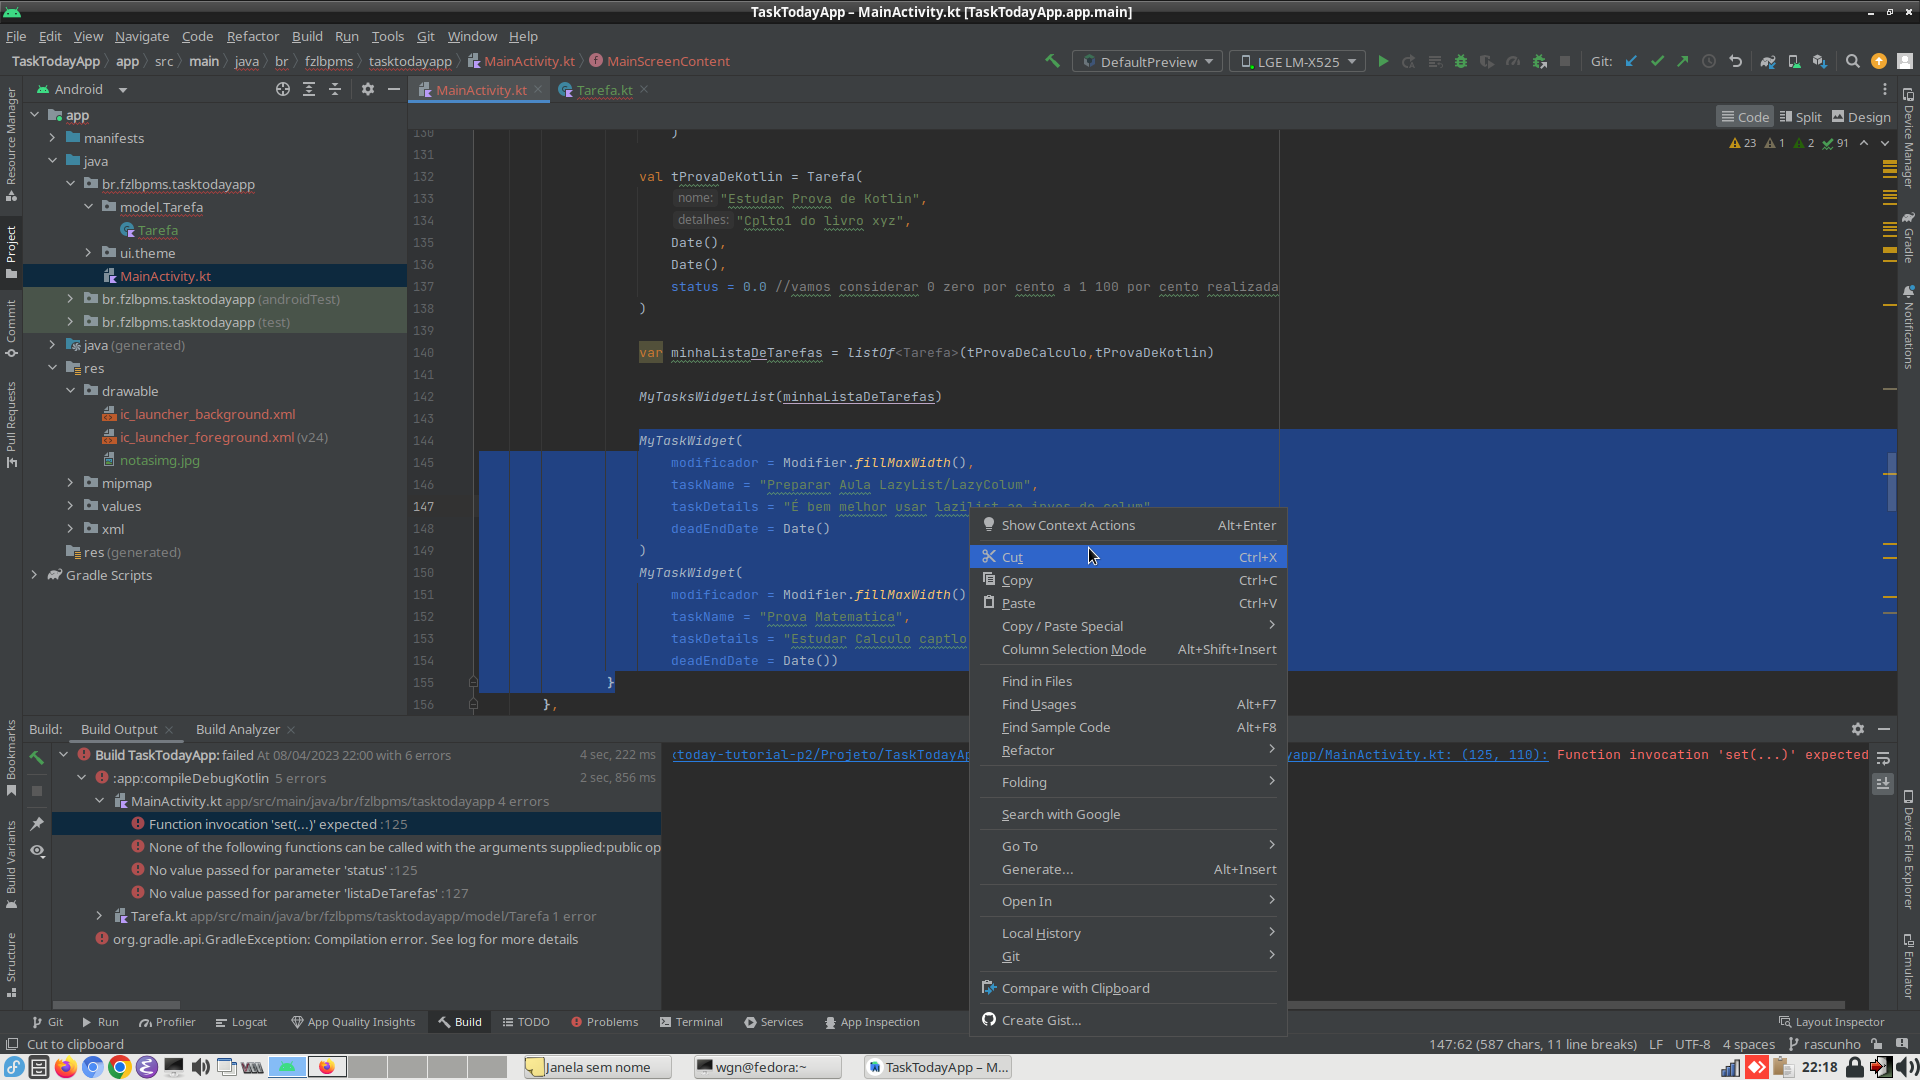 TaskTodayApp – MainActivity.kt [TaskTodayApp.app.main]
File Edit View Navigate Code Refactor Build Run Tools Git Window Help
TaskTodayApp app src main java br fzlbpms tasktodayapp MainActivity.kt MainScreenContent
DefaultPreview LGE LM-X525 Git:
Android
MainActivity.kt Tarefa.kt
Code Split Design
23 1 2 91
Resource Manager
Project
Commit
Pull Requests
Bookmarks
Build Variants
Structure
app
manifests
java
br.fzlbpms.tasktodayapp
model.Tarefa
Tarefa
ui.theme
MainActivity.kt
br.fzlbpms.tasktodayapp (androidTest)
br.fzlbpms.tasktodayapp (test)
java (generated)
res
drawable
ic_launcher_background.xml
ic_launcher_foreground.xml (v24)
notasimg.jpg
mipmap
values
xml
res (generated)
Gradle Scripts
130 )
131
132 val tProvaDeKotlin = Tarefa(
133 nome: "Estudar Prova de Kotlin",
134 detalhes: "Cplto1 do livro xyz",
135 Date(),
136 Date(),
137 status = 0.0 //vamos considerar 0 zero por cento a 1 100 por cento realizada
138 )
139
140 var minhaListaDeTarefas = listOf<Tarefa>(tProvaDeCalculo,tProvaDeKotlin)
141
142 MyTasksWidgetList(minhaListaDeTarefas)
143
144 MyTaskWidget(
145 modificador = Modifier.fillMaxWidth(),
146 taskName = "Preparar Aula LazyList/LazyColum",
147 taskDetails = "É bem melhor usar lazilist ao inves de colum",
148 deadEndDate = Date()
149 )
150 MyTaskWidget(
151 modificador = Modifier.fillMaxWidth()
152 taskName = "Prova Matematica",
153 taskDetails = "Estudar Calculo captlo
154 deadEndDate = Date())
155 }
156 },
Show Context Actions Alt+Enter
Cut Ctrl+X
Copy Ctrl+C
Paste Ctrl+V
Copy / Paste Special
Column Selection Mode Alt+Shift+Insert
Find in Files
Find Usages Alt+F7
Find Sample Code Alt+F8
Refactor
Folding
Search with Google
Go To
Generate... Alt+Insert
Open In
Local History
Git
Compare with Clipboard
Create Gist...
Device Manager
Gradle
Notifications
Device File Explorer
Emulator
Build: Build Output Build Analyzer
Build TaskTodayApp: failed At 08/04/2023 22:00 with 6 errors 4 sec, 222 ms
:app:compileDebugKotlin 5 errors 2 sec, 856 ms
MainActivity.kt app/src/main/java/br/fzlbpms/tasktodayapp 4 errors
Function invocation 'set(...)' expected :125
None of the following functions can be called with the arguments supplied:public op
No value passed for parameter 'status' :125
No value passed for parameter 'listaDeTarefas' :127
Tarefa.kt app/src/main/java/br/fzlbpms/tasktodayapp/model/Tarefa 1 error
org.gradle.api.GradleException: Compilation error. See log for more details
today-tutorial-p2/Projeto/TaskTodayAp
yapp/MainActivity.kt: (125, 110): Function invocation 'set(...)' expected
Git Run Profiler Logcat App Quality Insights Build TODO Problems Terminal Services App Inspection Layout Inspector
Cut to clipboard 147:62 (587 chars, 11 line breaks) LF UTF-8 4 spaces rascunho
Janela sem nome wgn@fedora:~ TaskTodayApp – M... 22:18